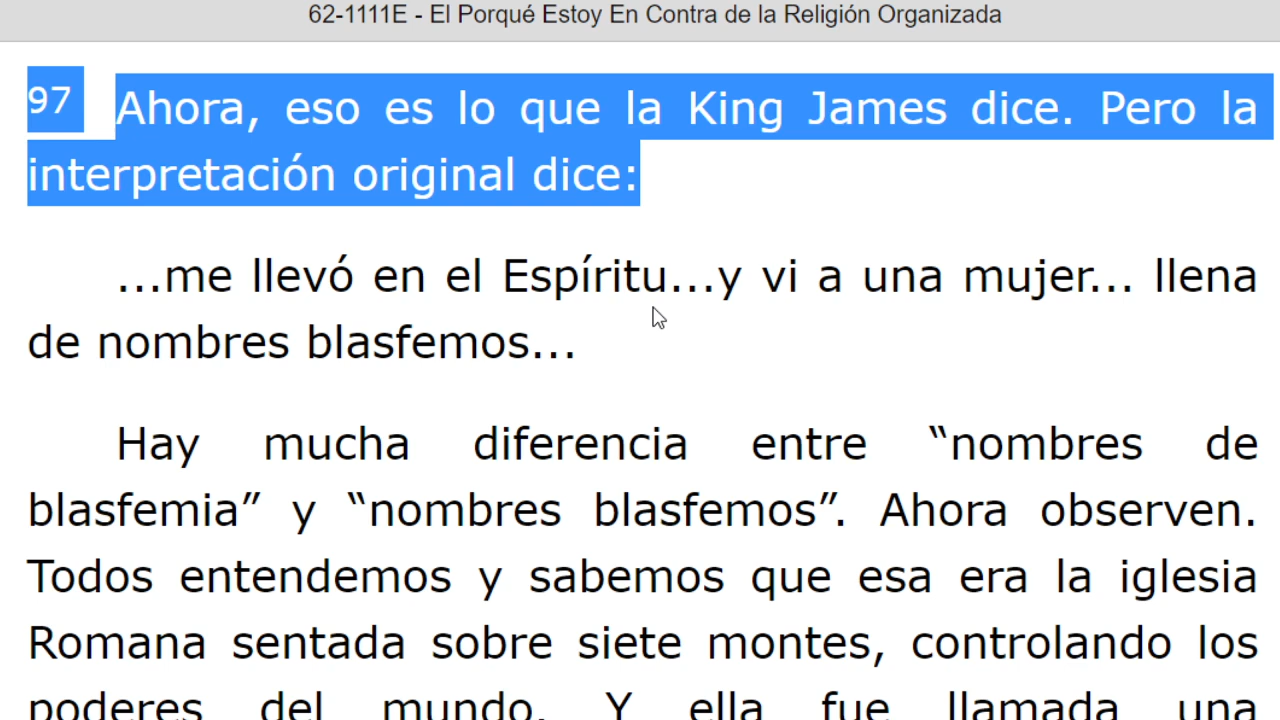 62-1111E - El Porqué Estoy En Contra de la Religión Organizada
97 Ahora, eso es lo que la King James dice. Pero la
interpretación original dice:
...me llevó en el Espíritu...y vi a una mujer... llena
de nombres blasfemos...
Hay mucha diferencia entre “nombres de
blasfemia” y “nombres blasfemos”. Ahora observen.
Todos entendemos y sabemos que esa era la iglesia
Romana sentada sobre siete montes, controlando los
poderes del mundo. Y ella fue llamada una